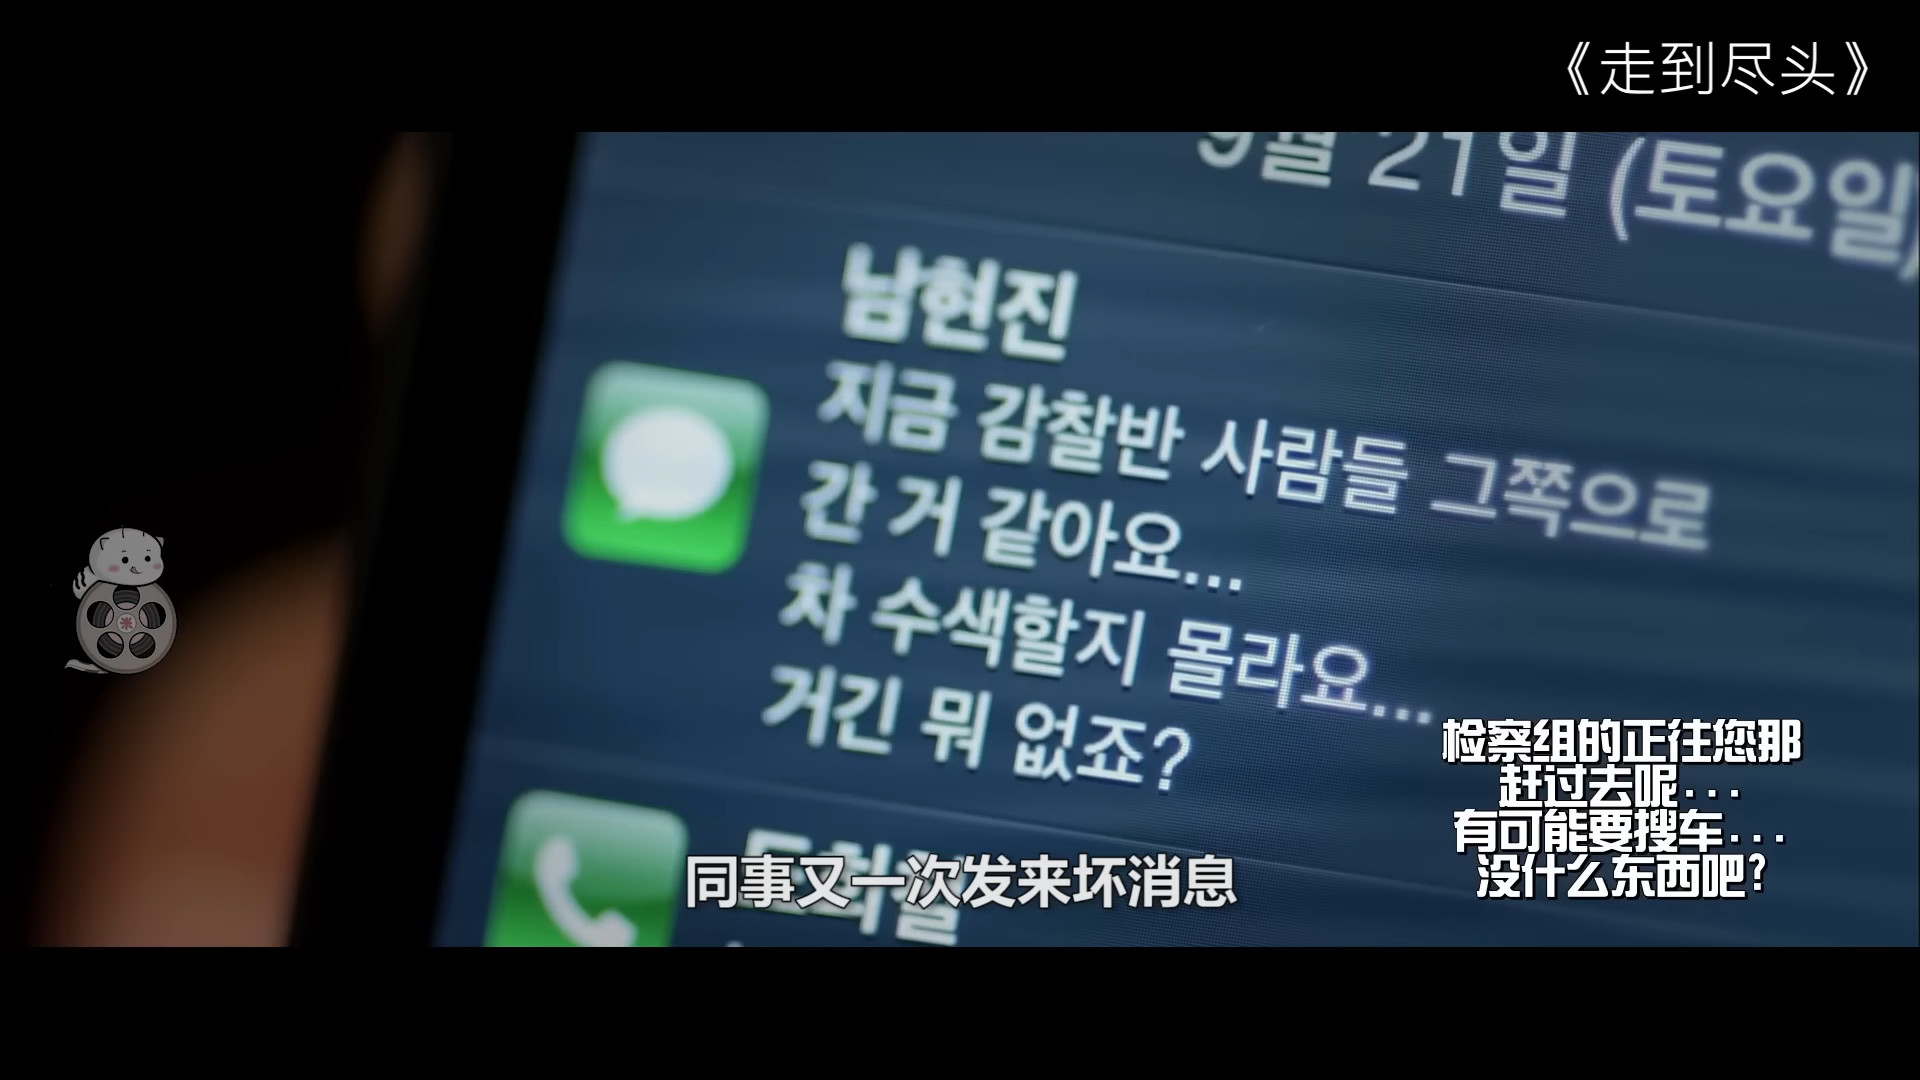 《走到尽头》
9월 21일 (토요일)
남현진
지금 감찰반 사람들 그쪽으로
간 거 같아요...
차 수색할지 몰라요...
거긴 뭐 없죠?
检察组的正往您那
赶过去呢...
有可能要搜车...
没什么东西吧?
同事又一次发来坏消息